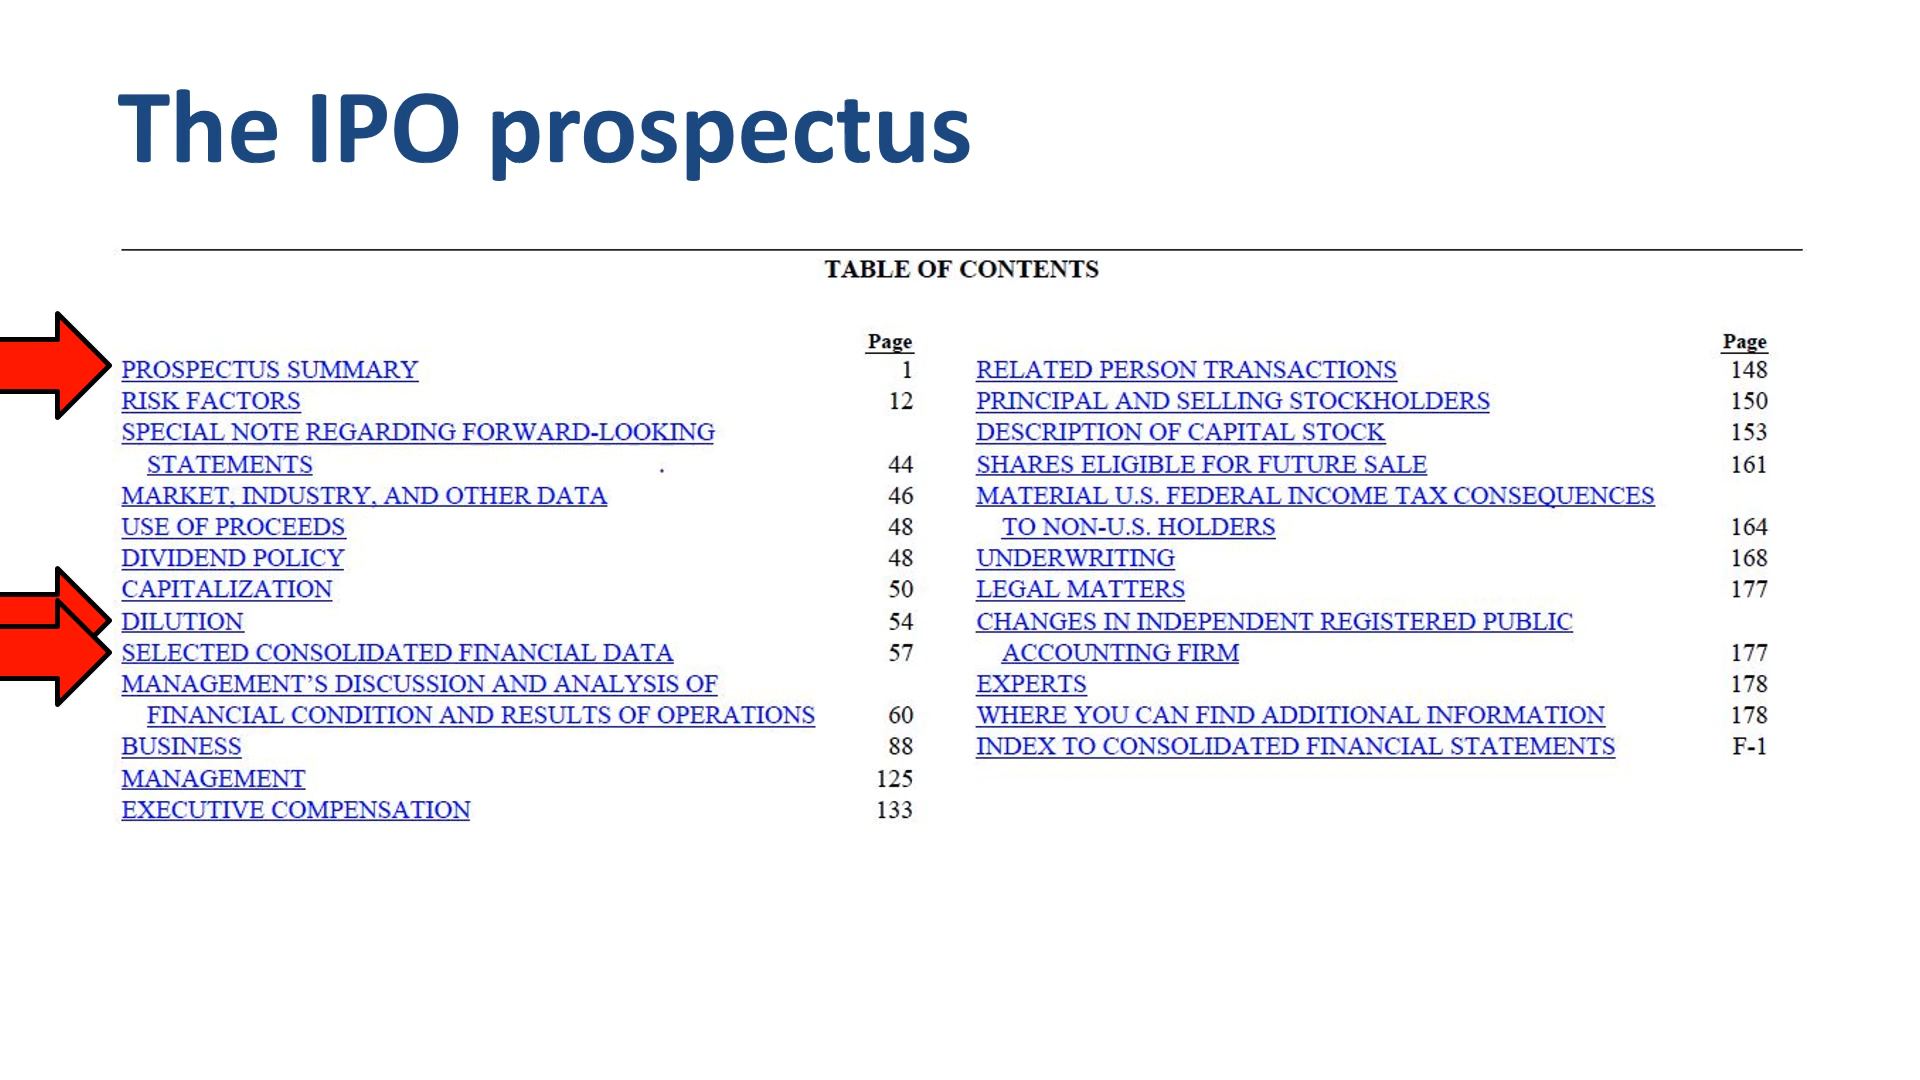 The IPO prospectus
TABLE OF CONTENTS
Page
PROSPECTUS SUMMARY 1
RISK FACTORS 12
SPECIAL NOTE REGARDING FORWARD-LOOKING
STATEMENTS 44
MARKET, INDUSTRY, AND OTHER DATA 46
USE OF PROCEEDS 48
DIVIDEND POLICY 48
CAPITALIZATION 50
DILUTION 54
SELECTED CONSOLIDATED FINANCIAL DATA 57
MANAGEMENT’S DISCUSSION AND ANALYSIS OF
FINANCIAL CONDITION AND RESULTS OF OPERATIONS 60
BUSINESS 88
MANAGEMENT 125
EXECUTIVE COMPENSATION 133
Page
RELATED PERSON TRANSACTIONS 148
PRINCIPAL AND SELLING STOCKHOLDERS 150
DESCRIPTION OF CAPITAL STOCK 153
SHARES ELIGIBLE FOR FUTURE SALE 161
MATERIAL U.S. FEDERAL INCOME TAX CONSEQUENCES
TO NON-U.S. HOLDERS 164
UNDERWRITING 168
LEGAL MATTERS 177
CHANGES IN INDEPENDENT REGISTERED PUBLIC
ACCOUNTING FIRM 177
EXPERTS 178
WHERE YOU CAN FIND ADDITIONAL INFORMATION 178
INDEX TO CONSOLIDATED FINANCIAL STATEMENTS F-1